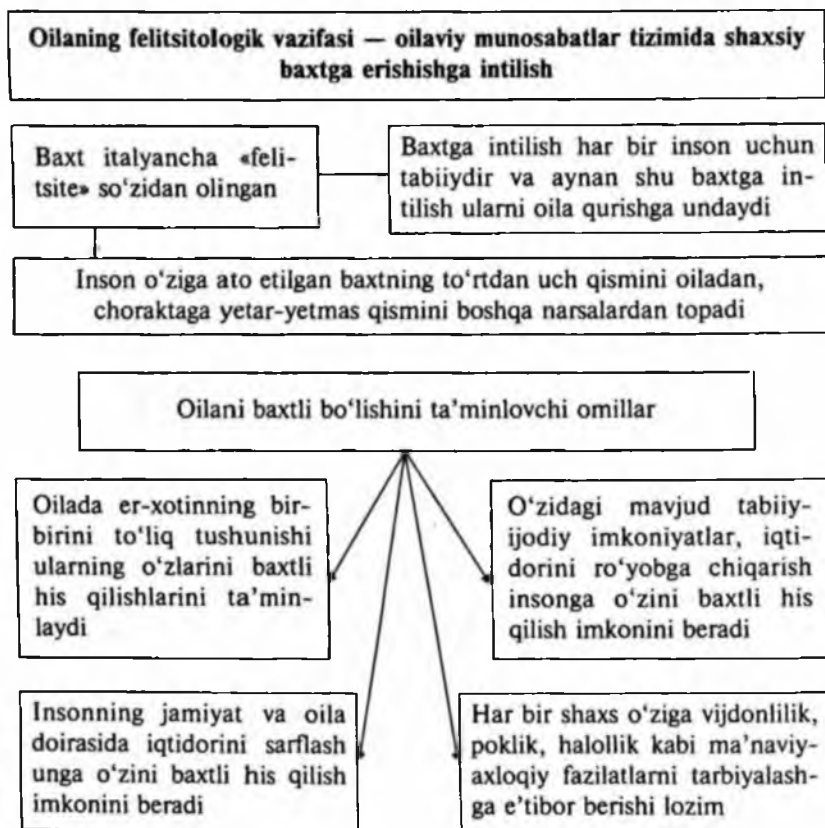 Oilaning felitsitologik vazifasi — oilaviy munosabatlar tizimida shaxsiy
baxtga erishishga intilish
Baxt italyancha «feli-
tsite» so‘zidan olingan
Baxtga intilish har bir inson uchun
tabiiydir va aynan shu baxtga in-
tilish ularni oila qurishga undaydi
Inson o‘ziga ato etilgan baxtning to‘rtdan uch qismini oiladan,
choraktaga yetar-yetmas qismini boshqa narsalardan topadi
Oilani baxtli bo‘lishini ta’minlovchi omillar
Oilada er-xotinning bir-
birini to‘liq tushunishi
ularning o‘zlarini baxtli
his qilishlarini ta’min-
laydi
O‘zidagi mavjud tabiiy-
ijodiy imkoniyatlar, iqti-
dorini ro‘yobga chiqarish
insonga o‘zini baxtli his
qilish imkonini beradi
Insonning jamiyat va oila
doirasida iqtidorini sarflash
unga o‘zini baxtli his qilish
imkonini beradi
Har bir shaxs o‘ziga vijdonlilik,
poklik, halollik kabi ma’naviy-
axloqiy fazilatlarni tarbiyalash-
ga e’tibor berishi lozim